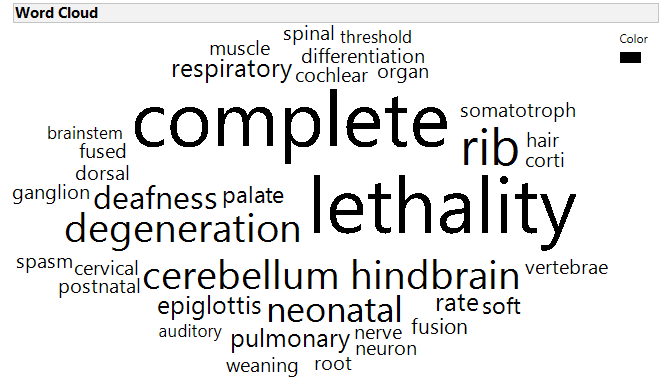 Word Cloud
Color
spinal threshold
muscle differentiation
respiratory cochlear organ
complete somatotroph
brainstem rib hair
fused corti
dorsal
ganglion deafness palate lethality
degeneration
spasm cervical cerebellum hindbrain vertebrae
postnatal
epiglottis neonatal rate soft
auditory pulmonary nerve fusion
neuron
weaning root